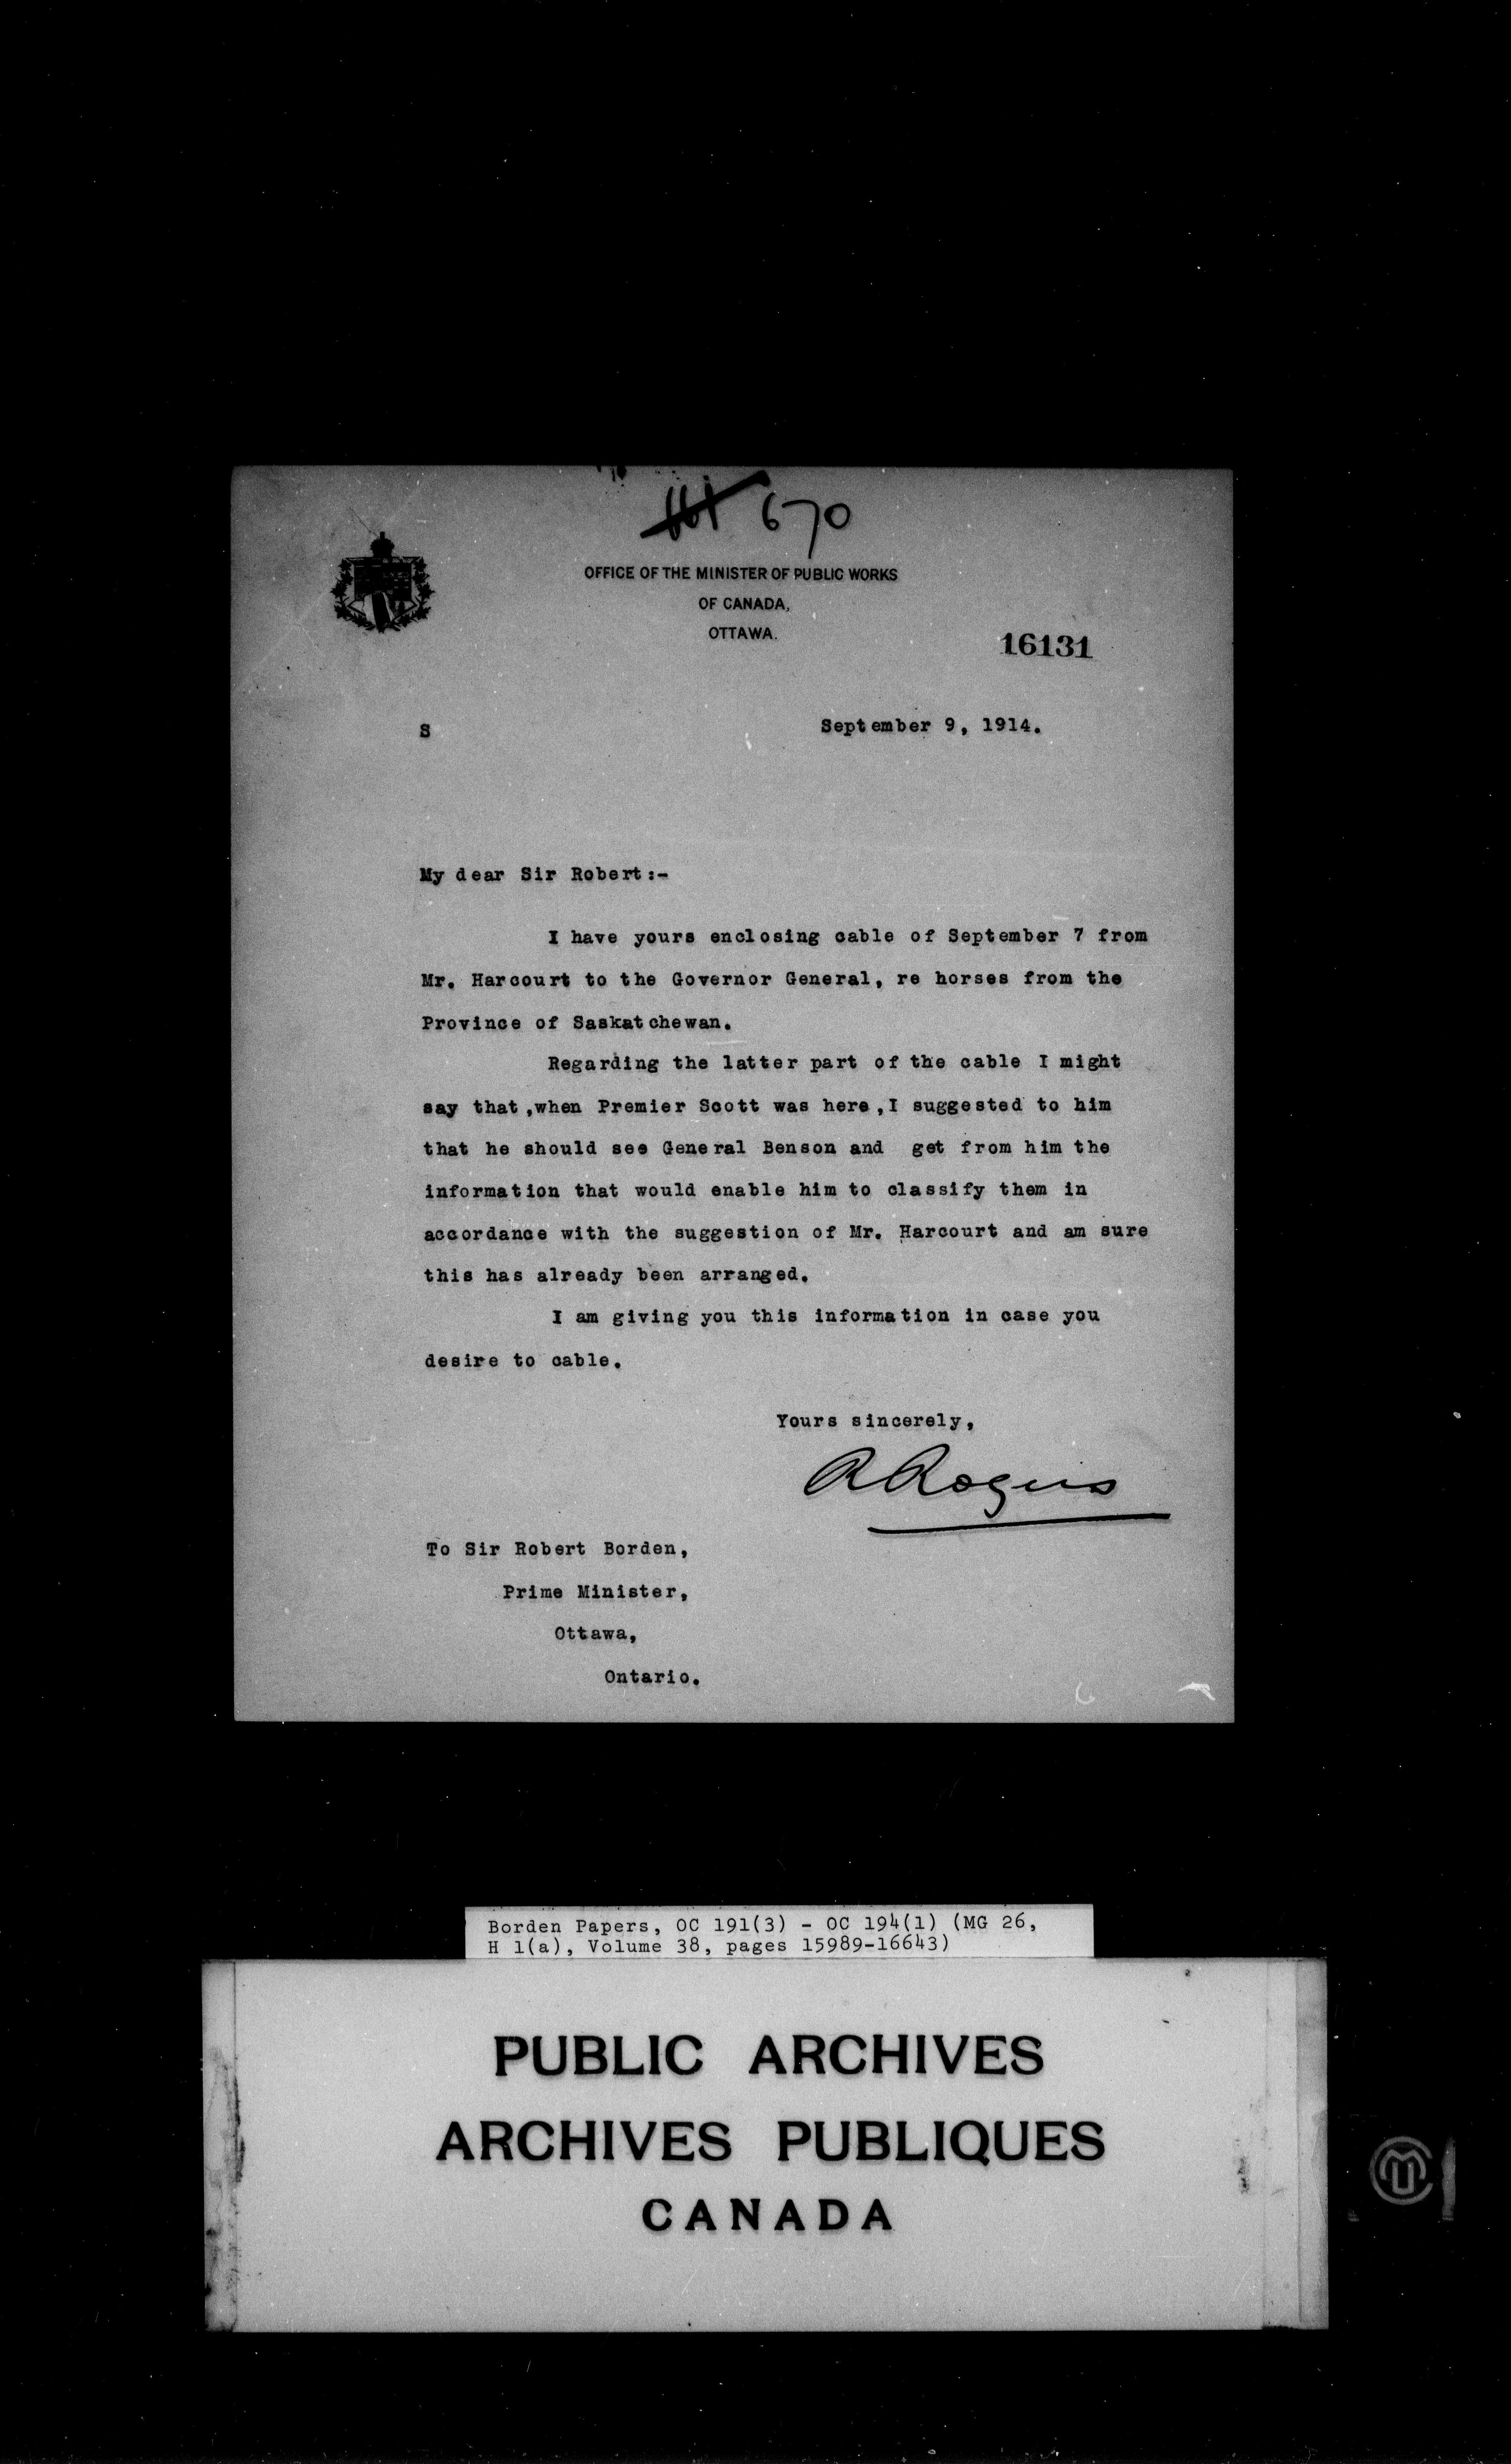 670
OFFICE OF THE MINISTER OF PUBLIC WORKS
OF CANADA,
OTTAWA.
16131
S
September 9, 1914.
My dear Sir Robert:-
I have yours enclosing cable of September 7 from
Mr. Harcourt to the Governor General, re horses from the
Province of Saskatchewan.
Regarding the latter part of the cable I might
say that ,when Premier Scott was here ,I suggested to him
that he should see General Benson and get from him the
information that would enable him to classify them in
accordance with the suggestion of Mr. Harcourt and am sure
this has already been arranged.
I am giving you this information in case you
desire to cable.
Yours sincerely,
R Rogers
To Sir Robert Borden,
Prime Minister,
Ottawa,
Ontario.
Borden Papers, OC 191(3) - OC 194(1) (MG 26,
H 1(a), Volume 38, pages 15989-16643)
PUBLIC ARCHIVES
ARCHIVES PUBLIQUES
CANADA